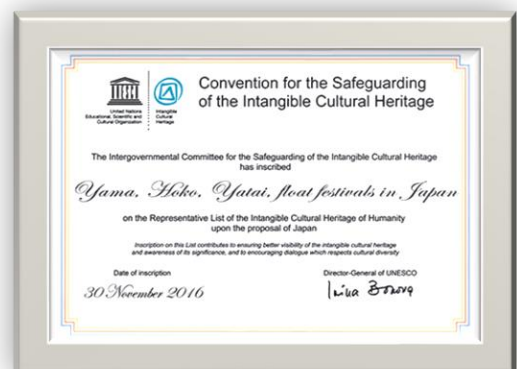 Convention for the Safeguarding
of the Intangible Cultural Heritage
United Nations
Educational, Scientific and
Cultural Organization
Intangible
Cultural
Heritage
The Intergovernmental Committee for the Safeguarding of the Intangible Cultural Heritage
has inscribed
Yama, Hoko, Yatai, float festivals in Japan
on the Representative List of the Intangible Cultural Heritage of Humanity
upon the proposal of Japan
Inscription on this List contributes to ensuring better visibility of the intangible cultural heritage
and awareness of its significance, and to encouraging dialogue which respects cultural diversity
Date of inscription
30 November 2016
Director-General of UNESCO
Irina Bokova